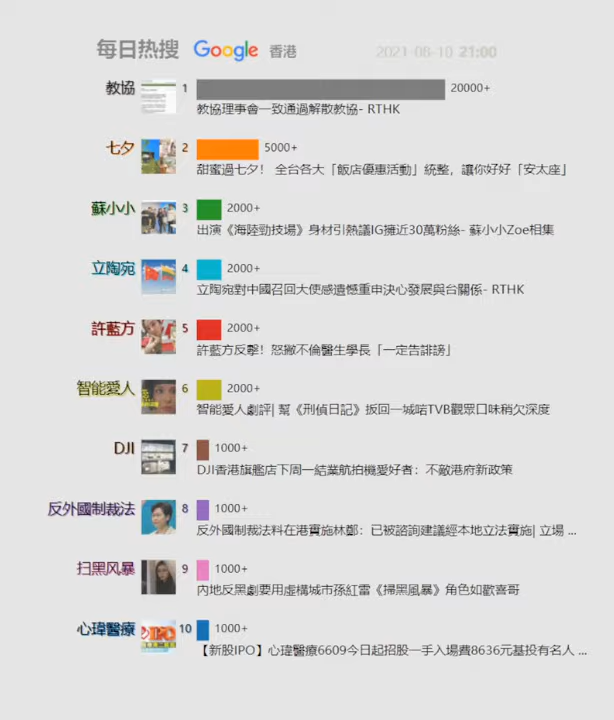 每日热搜 Google 香港 2021-08-10 21:00
教協 1 20000+
教協理事會一致通過解散教協- RTHK
七夕 2 5000+
甜蜜過七夕！ 全台各大「飯店優惠活動」統整，讓你好好「安太座」
蘇小小 3 2000+
出演《海陸勁技場》身材引熱議IG擁近30萬粉絲- 蘇小小Zoe相集
立陶宛 4 2000+
立陶宛對中國召回大使感遺憾重申決心發展與台關係- RTHK
許藍方 5 2000+
許藍方反擊！怒撇不倫醫生學長「一定告誹謗」
智能愛人 6 2000+
智能愛人劇評| 幫《刑偵日記》扳回一城啱TVB觀眾口味稍欠深度
DJI 7 1000+
DJI香港旗艦店下周一結業航拍機愛好者：不敵港府新政策
反外國制裁法 8 1000+
反外國制裁法料在港實施林鄭：已被諮詢建議經本地立法實施| 立場 ...
扫黑风暴 9 1000+
內地反黑劇要用虛構城市孫紅雷《掃黑風暴》角色如歡喜哥
心瑋醫療 10 1000+
【新股IPO】心瑋醫療6609今日起招股一手入場費8636元基投有名人 ...